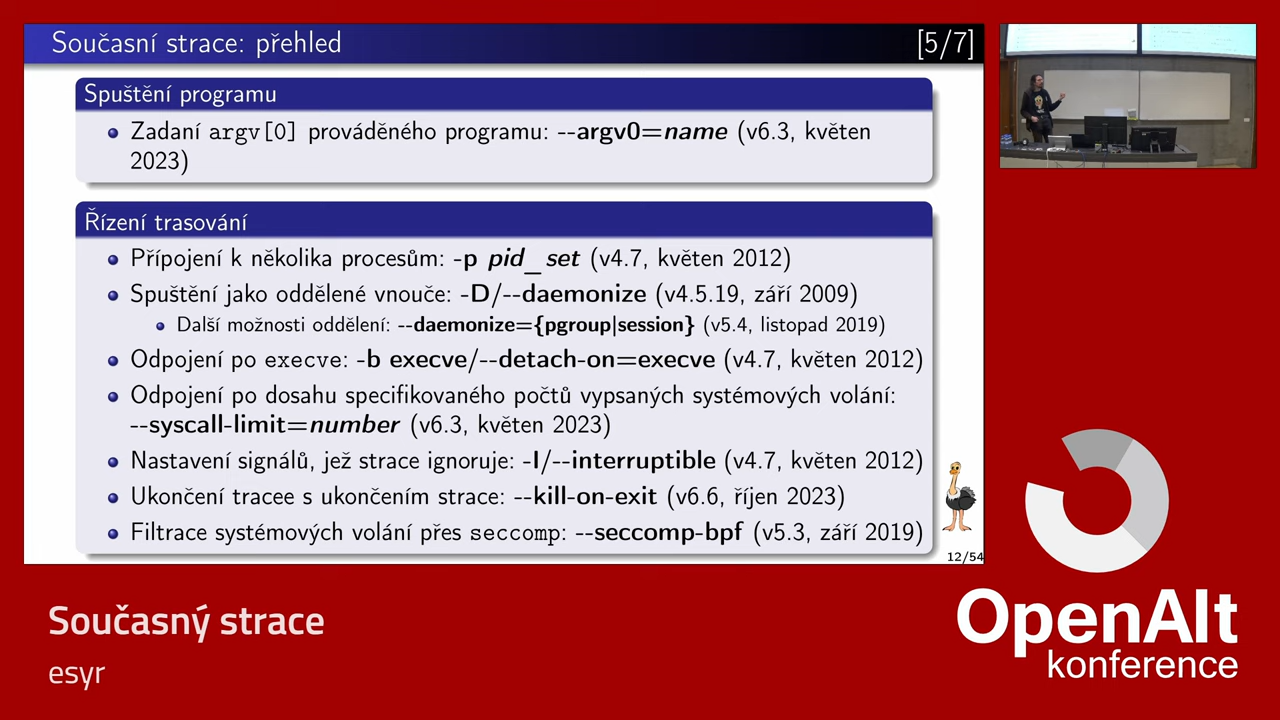 Současní strace: přehled [5/7]
Spuštění programu
Zadaní argv[0] prováděného programu: --argv0=name (v6.3, květen
2023)
Řízení trasování
Přípojení k několika procesům: -p pid_set (v4.7, květen 2012)
Spuštění jako oddělené vnouče: -D/--daemonize (v4.5.19, září 2009)
Další možnosti oddělení: --daemonize={pgroup|session} (v5.4, listopad 2019)
Odpojení po execve: -b execve/--detach-on=execve (v4.7, květen 2012)
Odpojení po dosahu specifikovaného počtů vypsaných systémových volání:
--syscall-limit=number (v6.3, květen 2023)
Nastavení signálů, jež strace ignoruje: -I/--interruptible (v4.7, květen 2012)
Ukončení tracee s ukončením strace: --kill-on-exit (v6.6, říjen 2023)
Filtrace systémových volání přes seccomp: --seccomp-bpf (v5.3, září 2019)
12/54
Současný strace
esyr
OpenAlt
konference